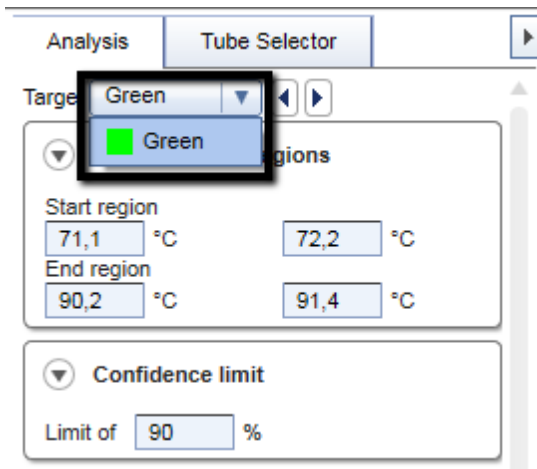 Analysis Tube Selector
Targe Green
Green
gions
Start region
71,1 °C 72,2 °C
End region
90,2 °C 91,4 °C
Confidence limit
Limit of 90 %